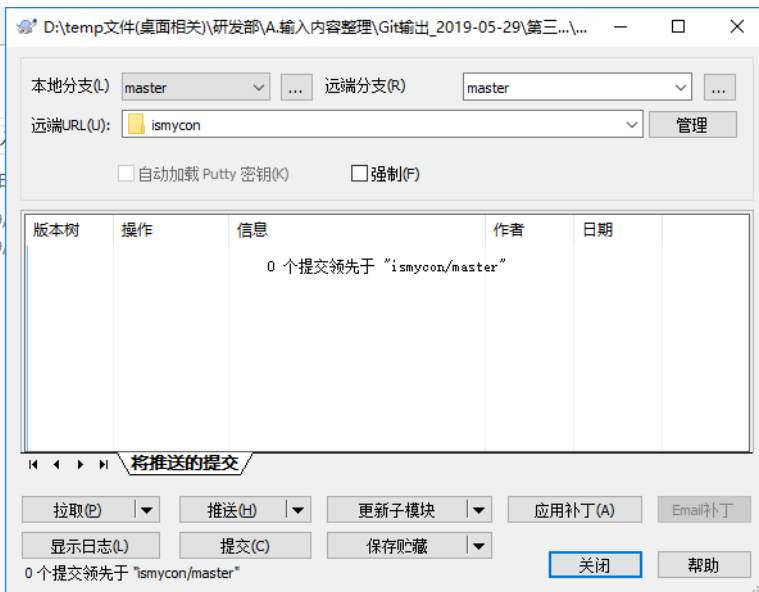 D:\temp文件(桌面相关)\研发部\A.输入内容整理\Git输出_2019-05-29\第三...\...
本地分支(L) master ... 远端分支(R) master ...
远端URL(U): ismycon 管理
自动加载 Putty 密钥(K) 强制(F)
版本树 操作 信息 作者 日期
0 个提交领先于 "ismycon/master"
将推送的提交
拉取(P) 推送(H) 更新子模块 应用补丁(A) Email补丁
显示日志(L) 提交(C) 保存贮藏
关闭 帮助
0 个提交领先于 "ismycon/master"